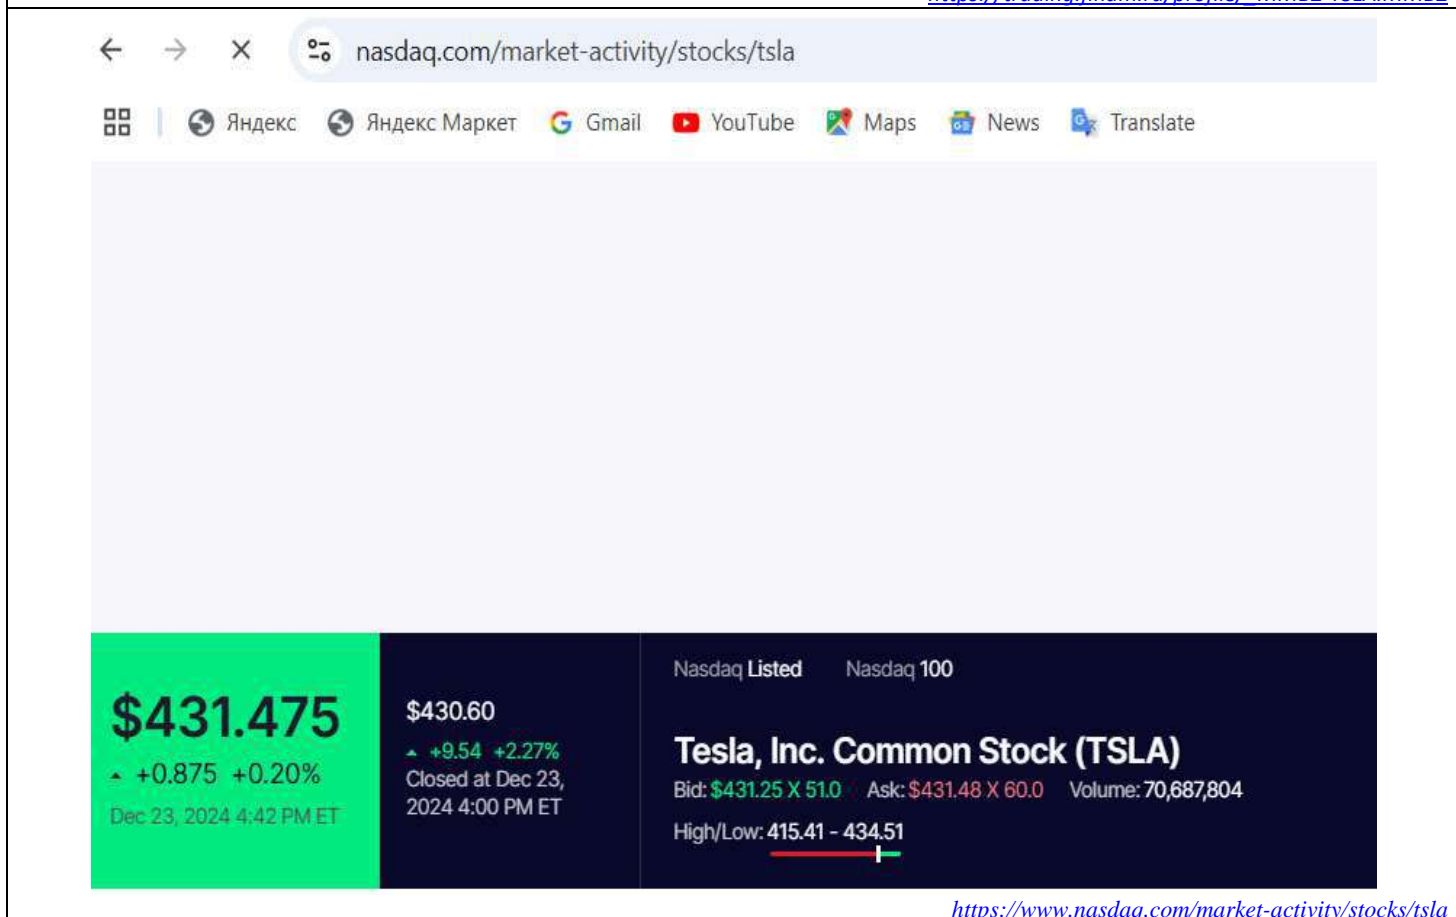 nasdaq.com/market-activity/stocks/tsla
Яндекс Яндекс Маркет Gmail YouTube Maps News Translate
$431.475
+0.875 +0.20%
Dec 23, 2024 4:42 PM ET
$430.60
+9.54 +2.27%
Closed at Dec 23,
2024 4:00 PM ET
Nasdaq Listed Nasdaq 100
Tesla, Inc. Common Stock (TSLA)
Bid: $431.25 X 51.0 Ask: $431.48 X 60.0 Volume: 70,687,804
High/Low: 415.41 - 434.51
https://www.nasdaq.com/market-activity/stocks/tsla